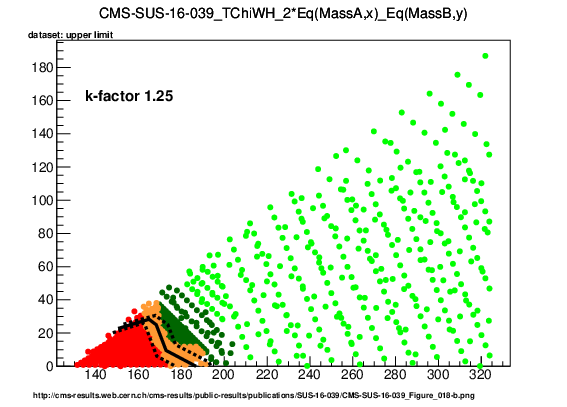 CMS-SUS-16-039_TChiWH_2*Eq(MassA,x)_Eq(MassB,y)
dataset: upper limit
k-factor 1.25
180
160
140
120
100
80
60
40
20
0
140 160 180 200 220 240 260 280 300 320
http://cms-results.web.cern.ch/cms-results/public-results/publications/SUS-16-039/CMS-SUS-16-039_Figure_018-b.png